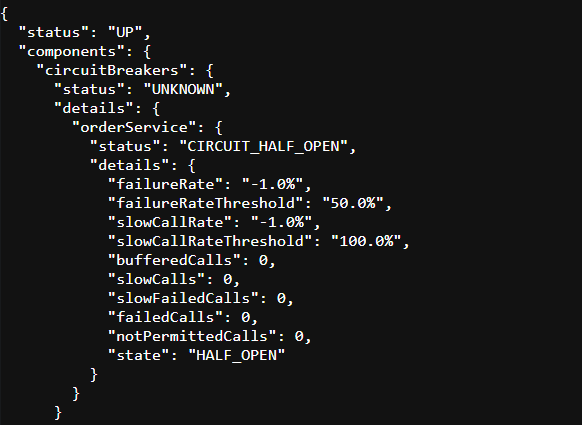 {
  "status": "UP",
  "components": {
    "circuitBreakers": {
      "status": "UNKNOWN",
      "details": {
        "orderService": {
          "status": "CIRCUIT_HALF_OPEN",
          "details": {
            "failureRate": "-1.0%",
            "failureRateThreshold": "50.0%",
            "slowCallRate": "-1.0%",
            "slowCallRateThreshold": "100.0%",
            "bufferedCalls": 0,
            "slowCalls": 0,
            "slowFailedCalls": 0,
            "failedCalls": 0,
            "notPermittedCalls": 0,
            "state": "HALF_OPEN"
          }
        }
      }